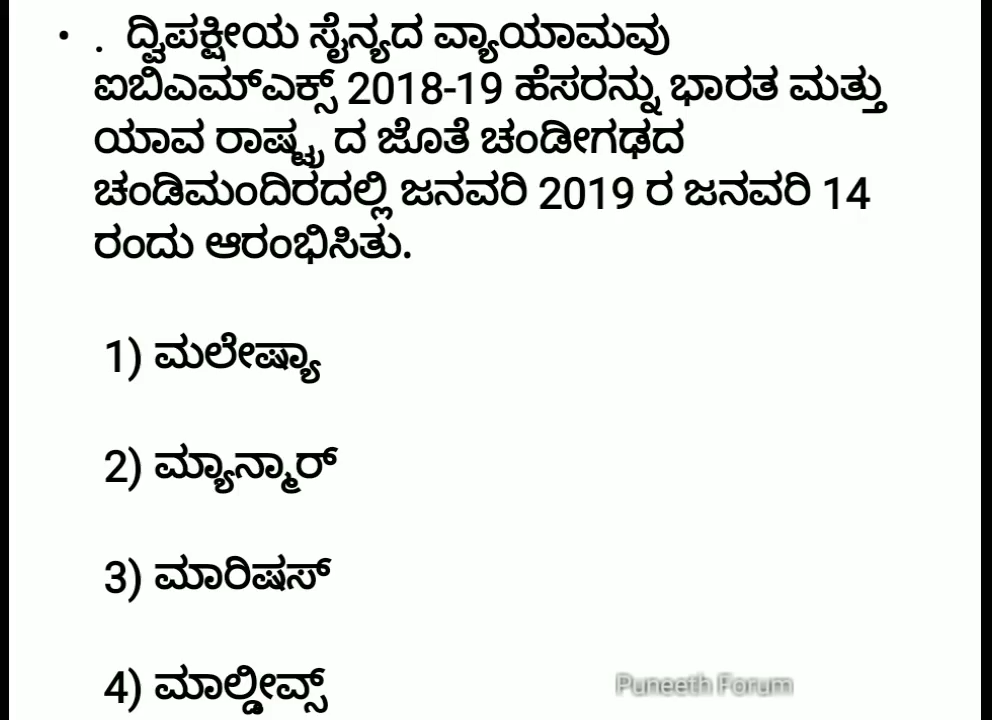 • . ದ್ವಿಪಕ್ಷೀಯ ಸೈನ್ಯದ ವ್ಯಾಯಾಮವು
ಐಬಿಎಮ್ಎಕ್ಸ್ 2018-19 ಹೆಸರನ್ನು ಭಾರತ ಮತ್ತು
ಯಾವ ರಾಷ್ಟ್ರ ದ ಜೊತೆ ಚಂಡೀಗಢದ
ಚಂಡಿಮಂದಿರದಲ್ಲಿ ಜನವರಿ 2019 ರ ಜನವರಿ 14
ರಂದು ಆರಂಭಿಸಿತು.
1) ಮಲೇಷ್ಯಾ
2) ಮ್ಯಾನ್ಮಾರ್
3) ಮಾರಿಷಸ್
4) ಮಾಲ್ಡೀವ್ಸ್
Puneeth Forum